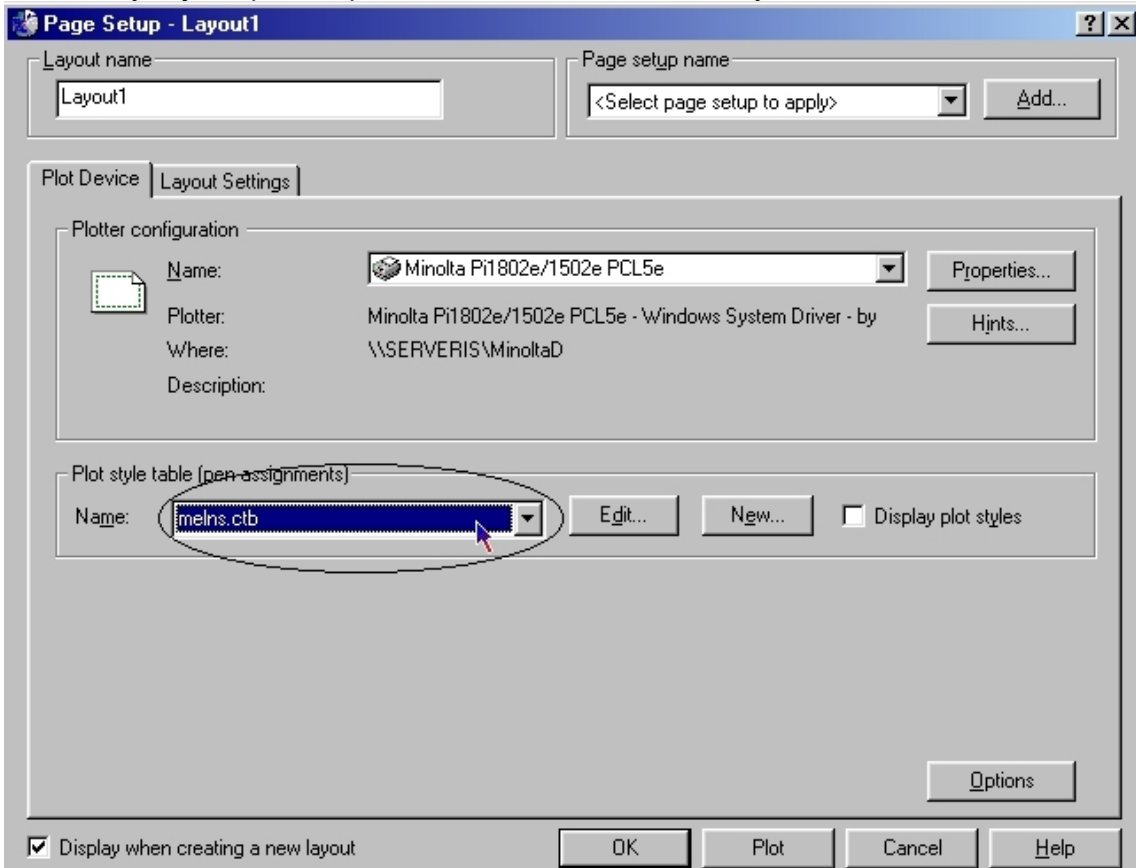 Page Setup - Layout1
Layout name
Layout1
Page setup name
<Select page setup to apply>
Add...
Plot Device
Layout Settings
Plotter configuration
Name:
Minolta Pi1802e/1502e PCL5e
Properties...
Plotter:
Minolta Pi1802e/1502e PCL5e - Windows System Driver - by
Hints...
Where:
\\SERVERIS\MinoltaD
Description:
Plot style table (pen assignments)
Name:
melns.ctb
Edit...
New...
Display plot styles
Options
Display when creating a new layout
OK
Plot
Cancel
Help